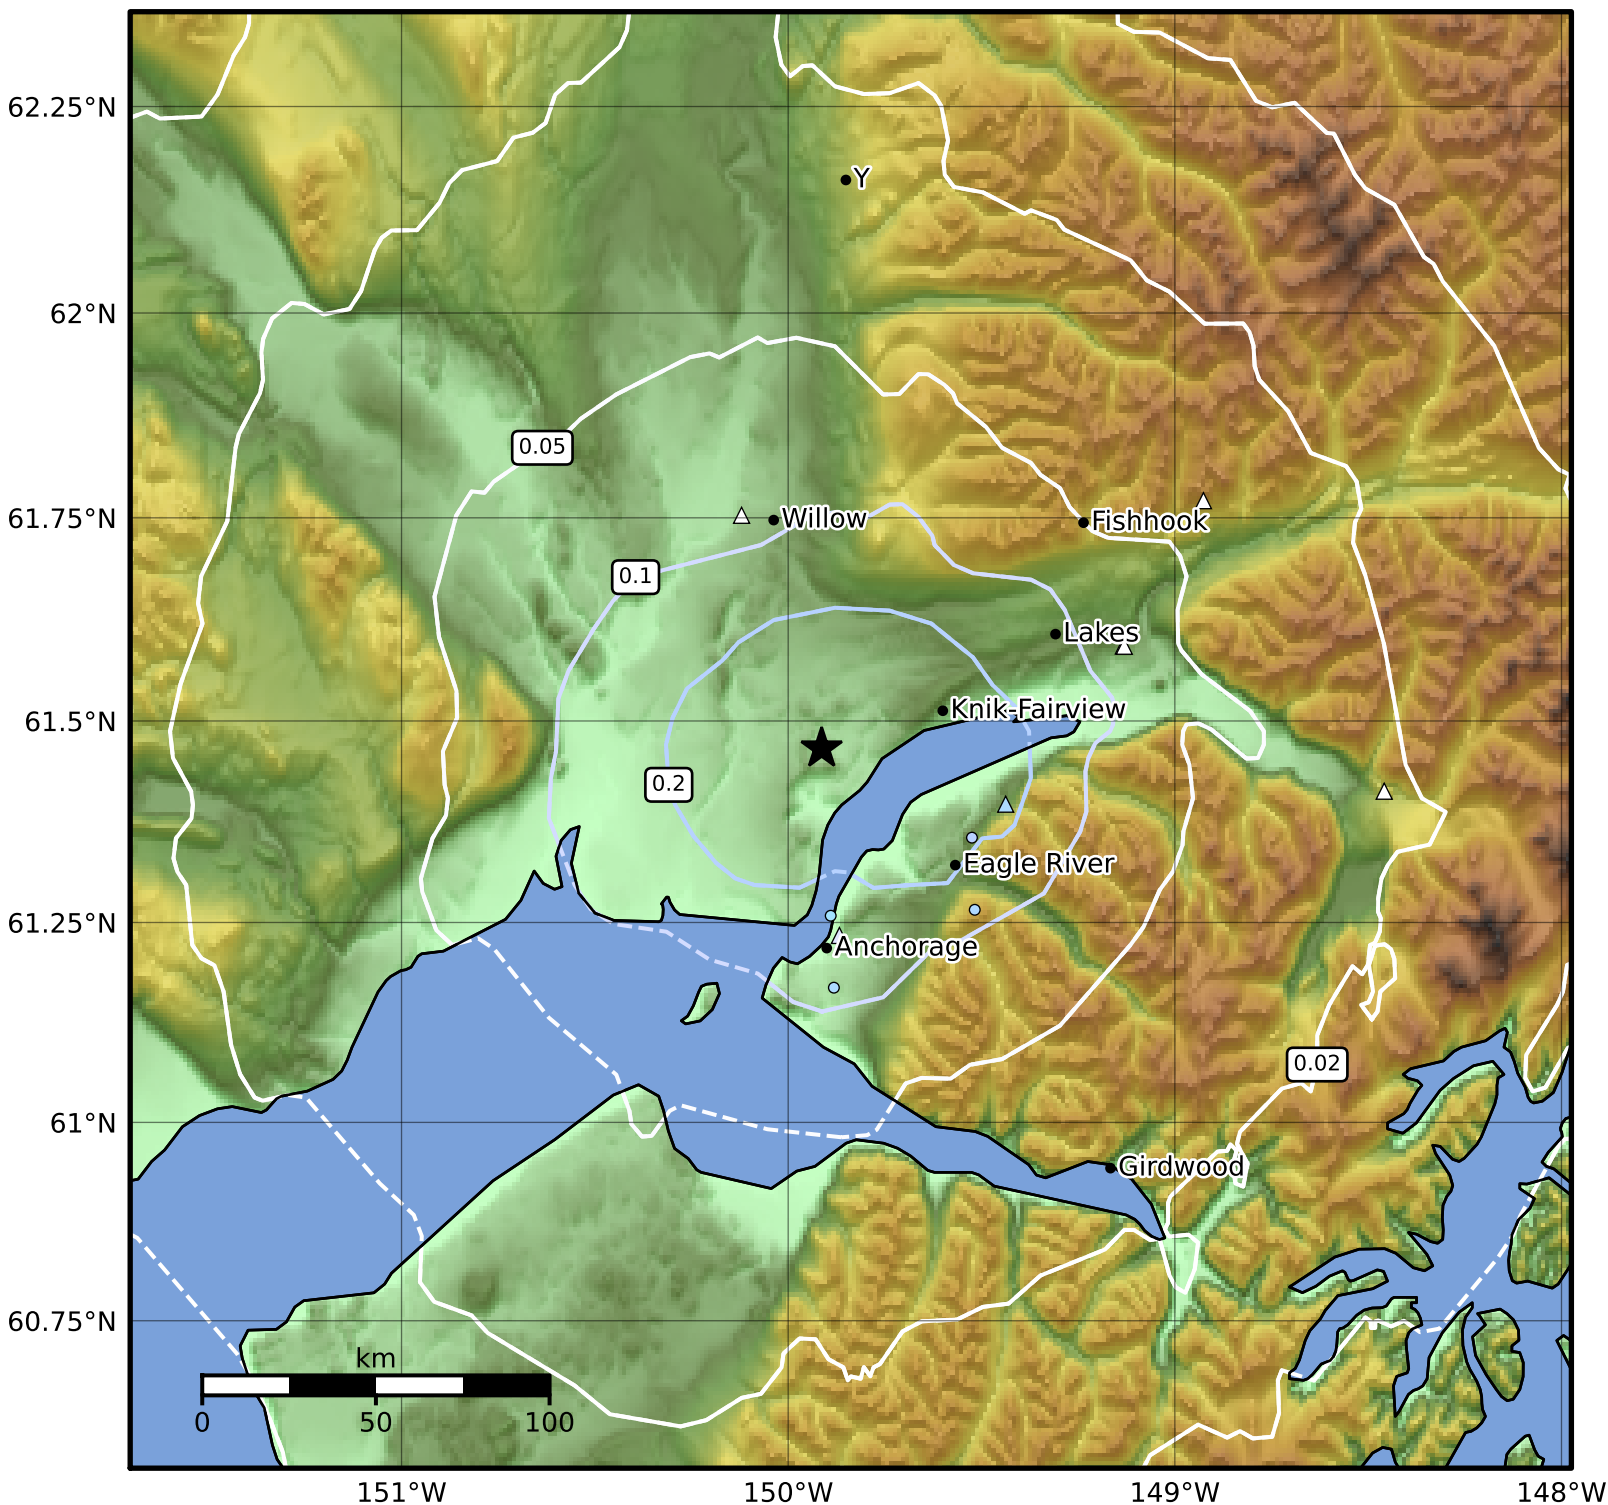 62.25°N
Y
62°N
0.05
61.75°N
Willow
Fishhook
0.1
Lakes
61.5°N
Knik-Fairview
0.2
Eagle River
61.25°N
Anchorage
0.02
61°N
Girdwood
60.75°N
km
0 50 100
151°W 150°W 149°W 148°W